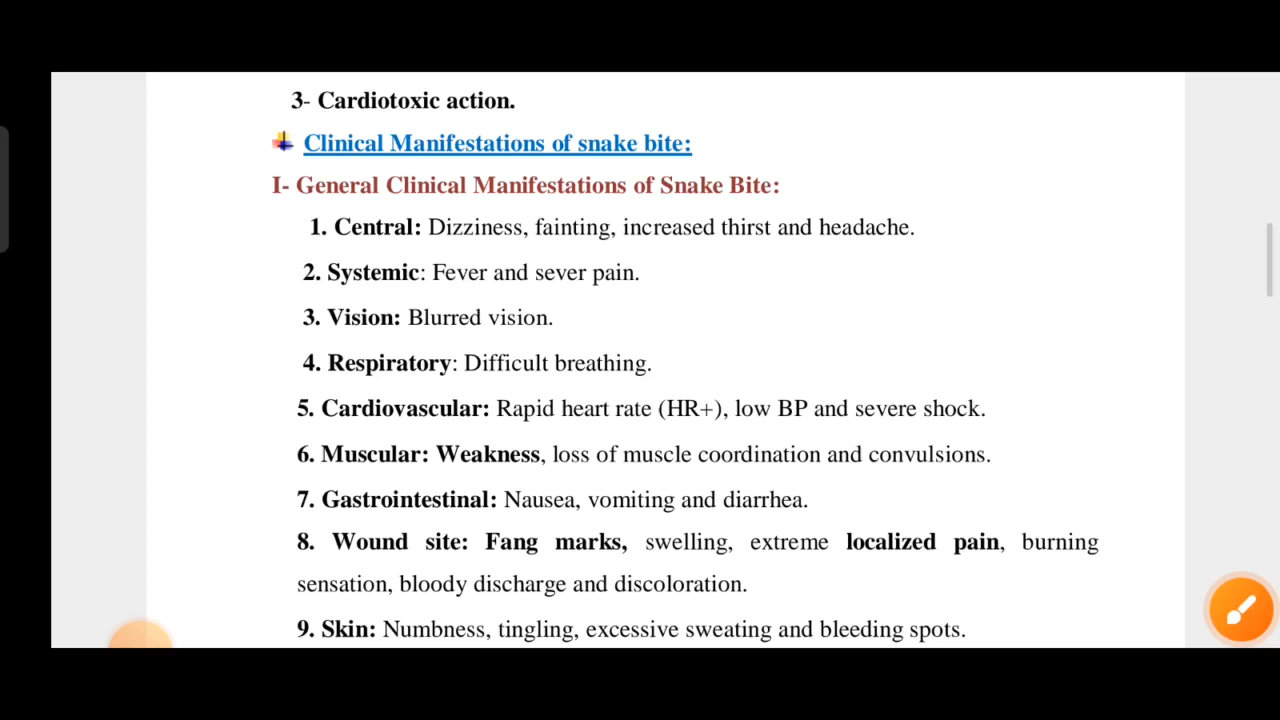 3- Cardiotoxic action.
Clinical Manifestations of snake bite:
I- General Clinical Manifestations of Snake Bite:
1. Central: Dizziness, fainting, increased thirst and headache.
2. Systemic: Fever and sever pain.
3. Vision: Blurred vision.
4. Respiratory: Difficult breathing.
5. Cardiovascular: Rapid heart rate (HR+), low BP and severe shock.
6. Muscular: Weakness, loss of muscle coordination and convulsions.
7. Gastrointestinal: Nausea, vomiting and diarrhea.
8. Wound site: Fang marks, swelling, extreme localized pain, burning
sensation, bloody discharge and discoloration.
9. Skin: Numbness, tingling, excessive sweating and bleeding spots.